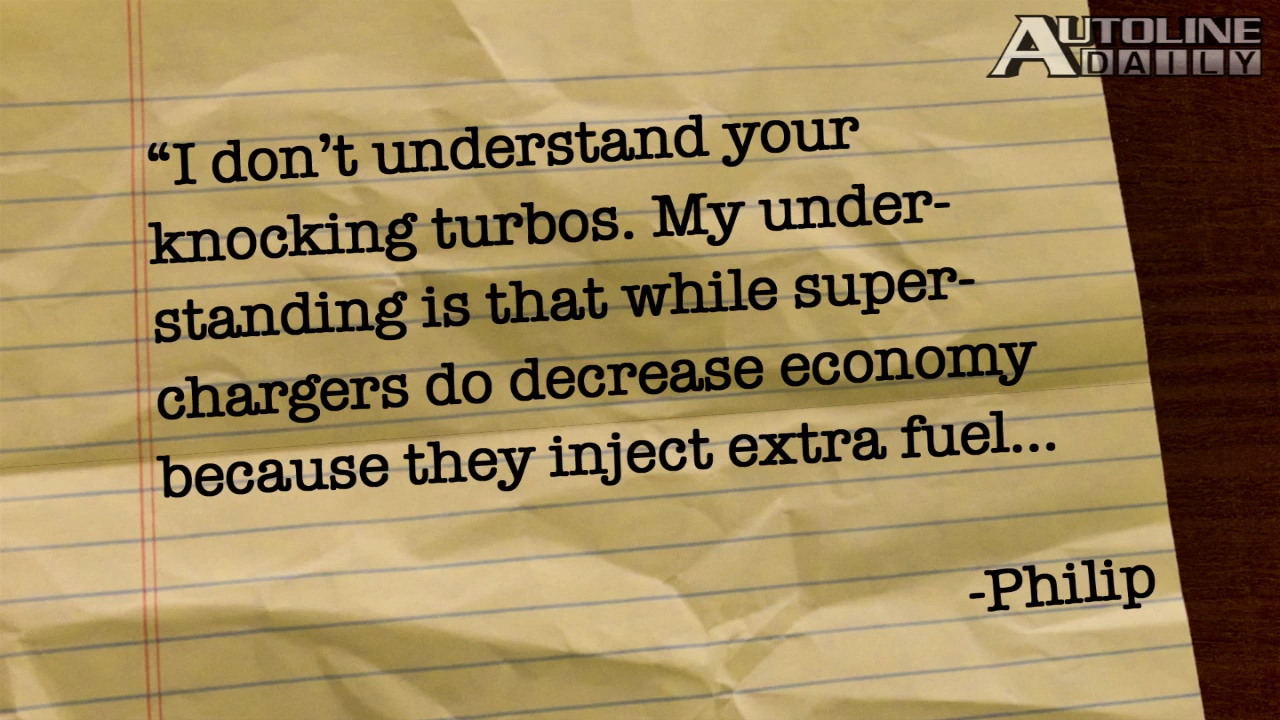 AUTOLINE
DAILY
“I don’t understand your
knocking turbos. My under-
standing is that while super-
chargers do decrease economy
because they inject extra fuel...
-Philip